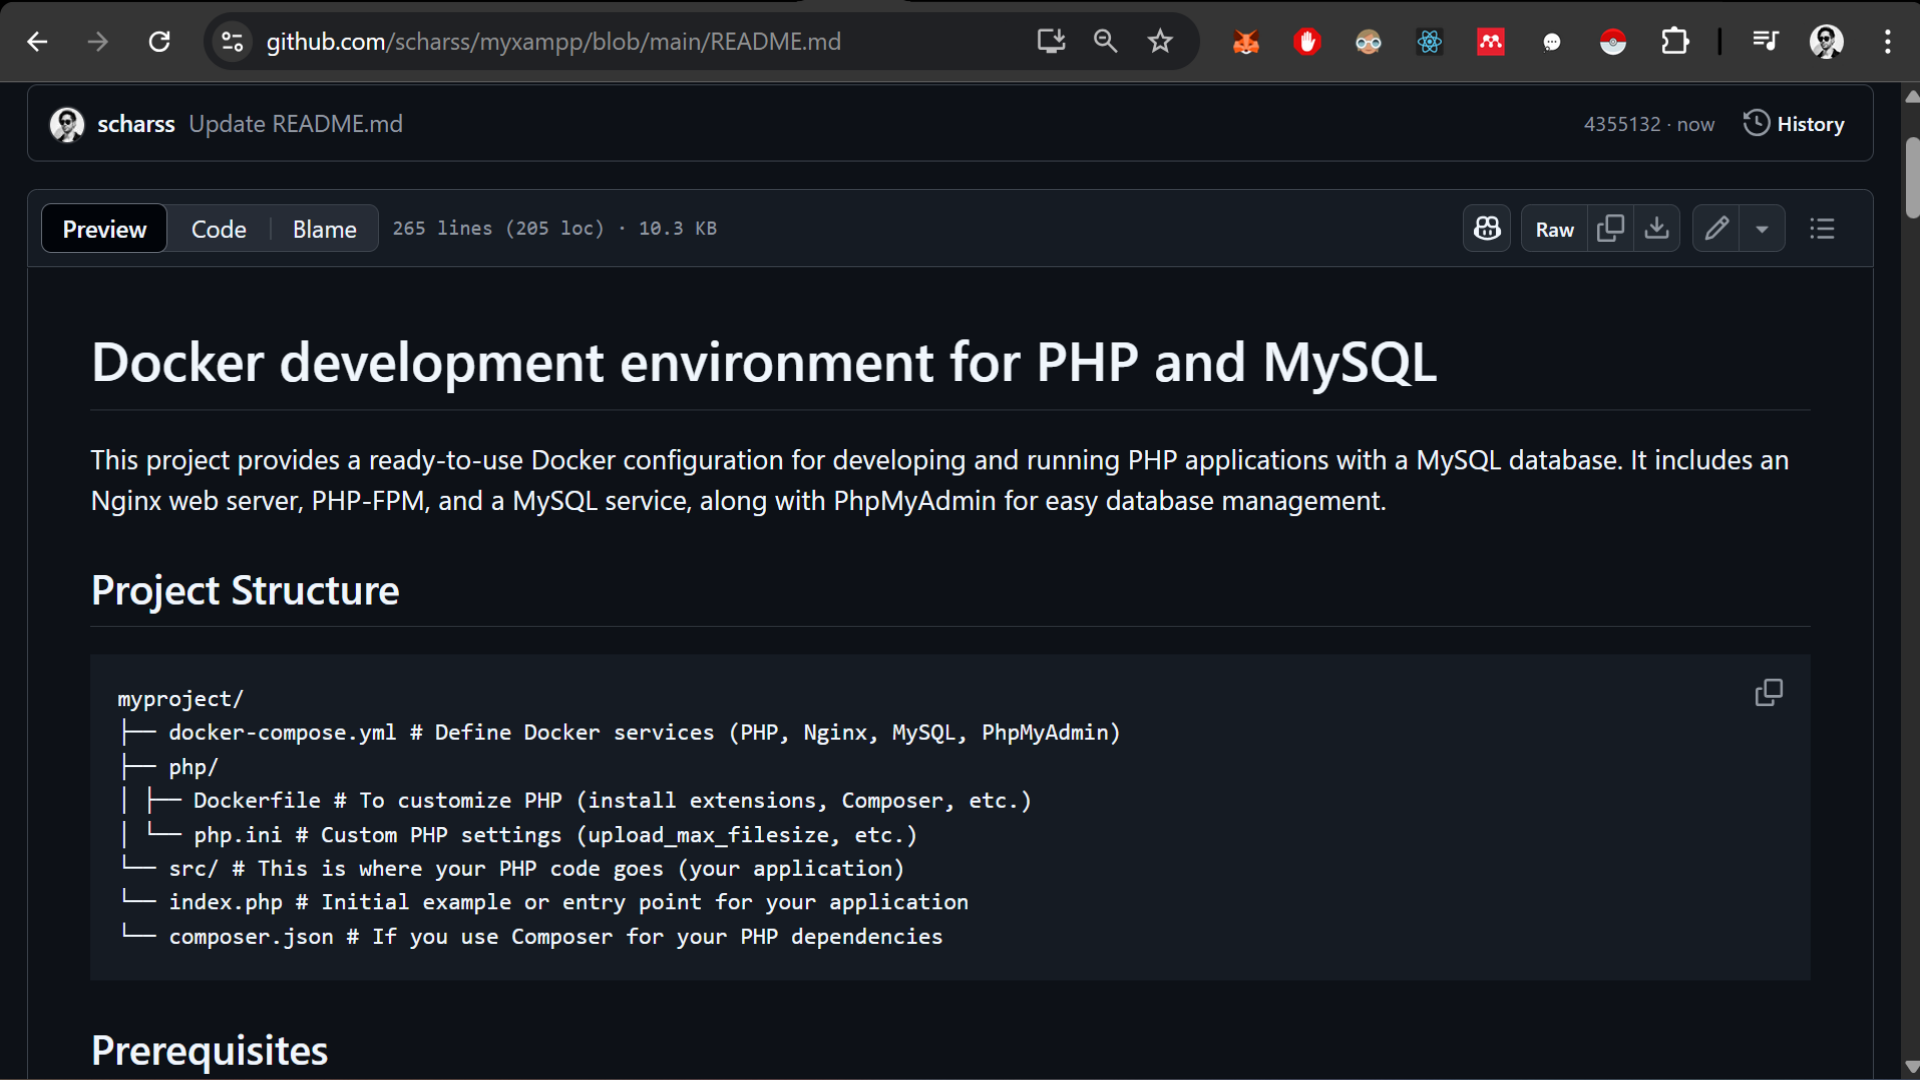 github.com/scharss/myxampp/blob/main/README.md
scharss Update README.md 4355132 · now History
Preview Code Blame 265 lines (205 loc) · 10.3 KB Raw
Docker development environment for PHP and MySQL
This project provides a ready-to-use Docker configuration for developing and running PHP applications with a MySQL database. It includes an
Nginx web server, PHP-FPM, and a MySQL service, along with PhpMyAdmin for easy database management.
Project Structure
myproject/
├── docker-compose.yml # Define Docker services (PHP, Nginx, MySQL, PhpMyAdmin)
├── php/
│ ├── Dockerfile # To customize PHP (install extensions, Composer, etc.)
│ └── php.ini # Custom PHP settings (upload_max_filesize, etc.)
└── src/ # This is where your PHP code goes (your application)
└── index.php # Initial example or entry point for your application
└── composer.json # If you use Composer for your PHP dependencies
Prerequisites